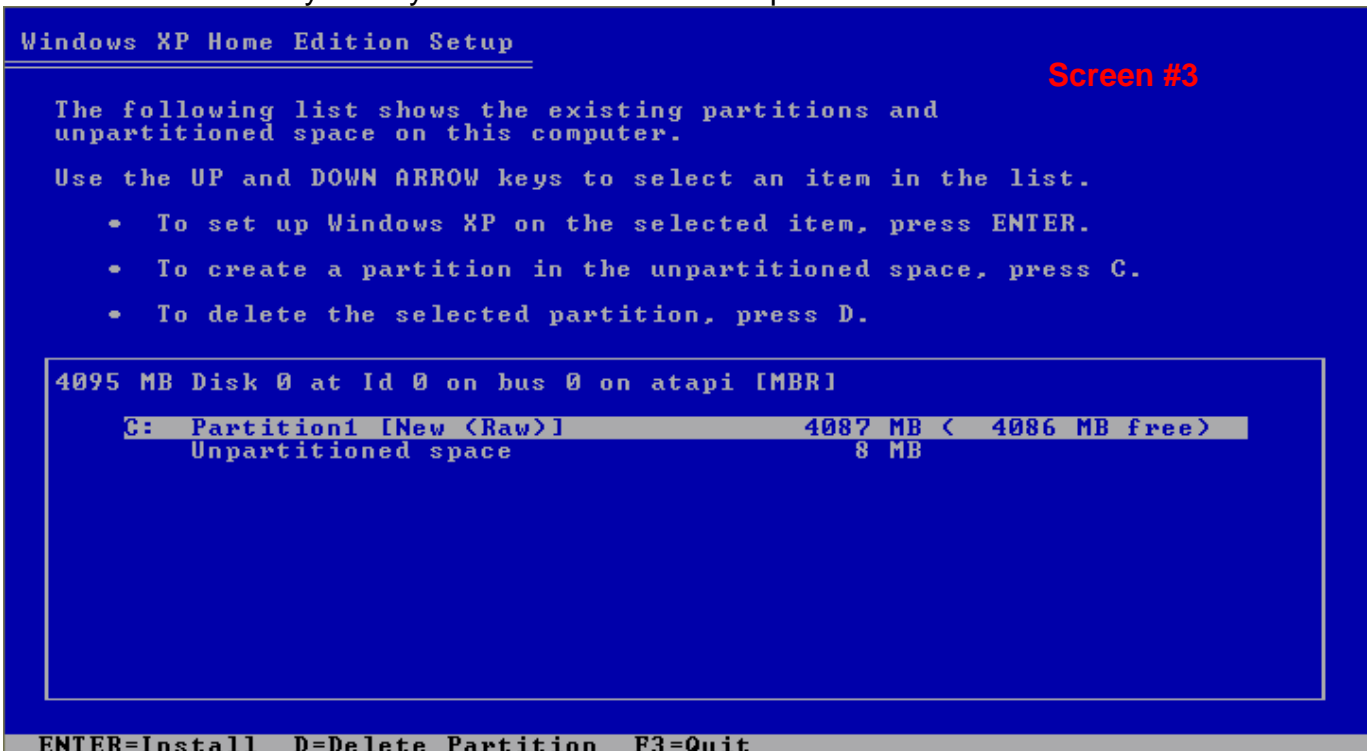 Windows XP Home Edition Setup
Screen #3
The following list shows the existing partitions and
unpartitioned space on this computer.
Use the UP and DOWN ARROW keys to select an item in the list.
• To set up Windows XP on the selected item, press ENTER.
• To create a partition in the unpartitioned space, press C.
• To delete the selected partition, press D.
4095 MB Disk 0 at Id 0 on bus 0 on atapi [MBR]
C: Partition1 [New (Raw)] 4087 MB ( 4086 MB free)
Unpartitioned space 8 MB
ENTER=Install D=Delete Partition F3=Quit